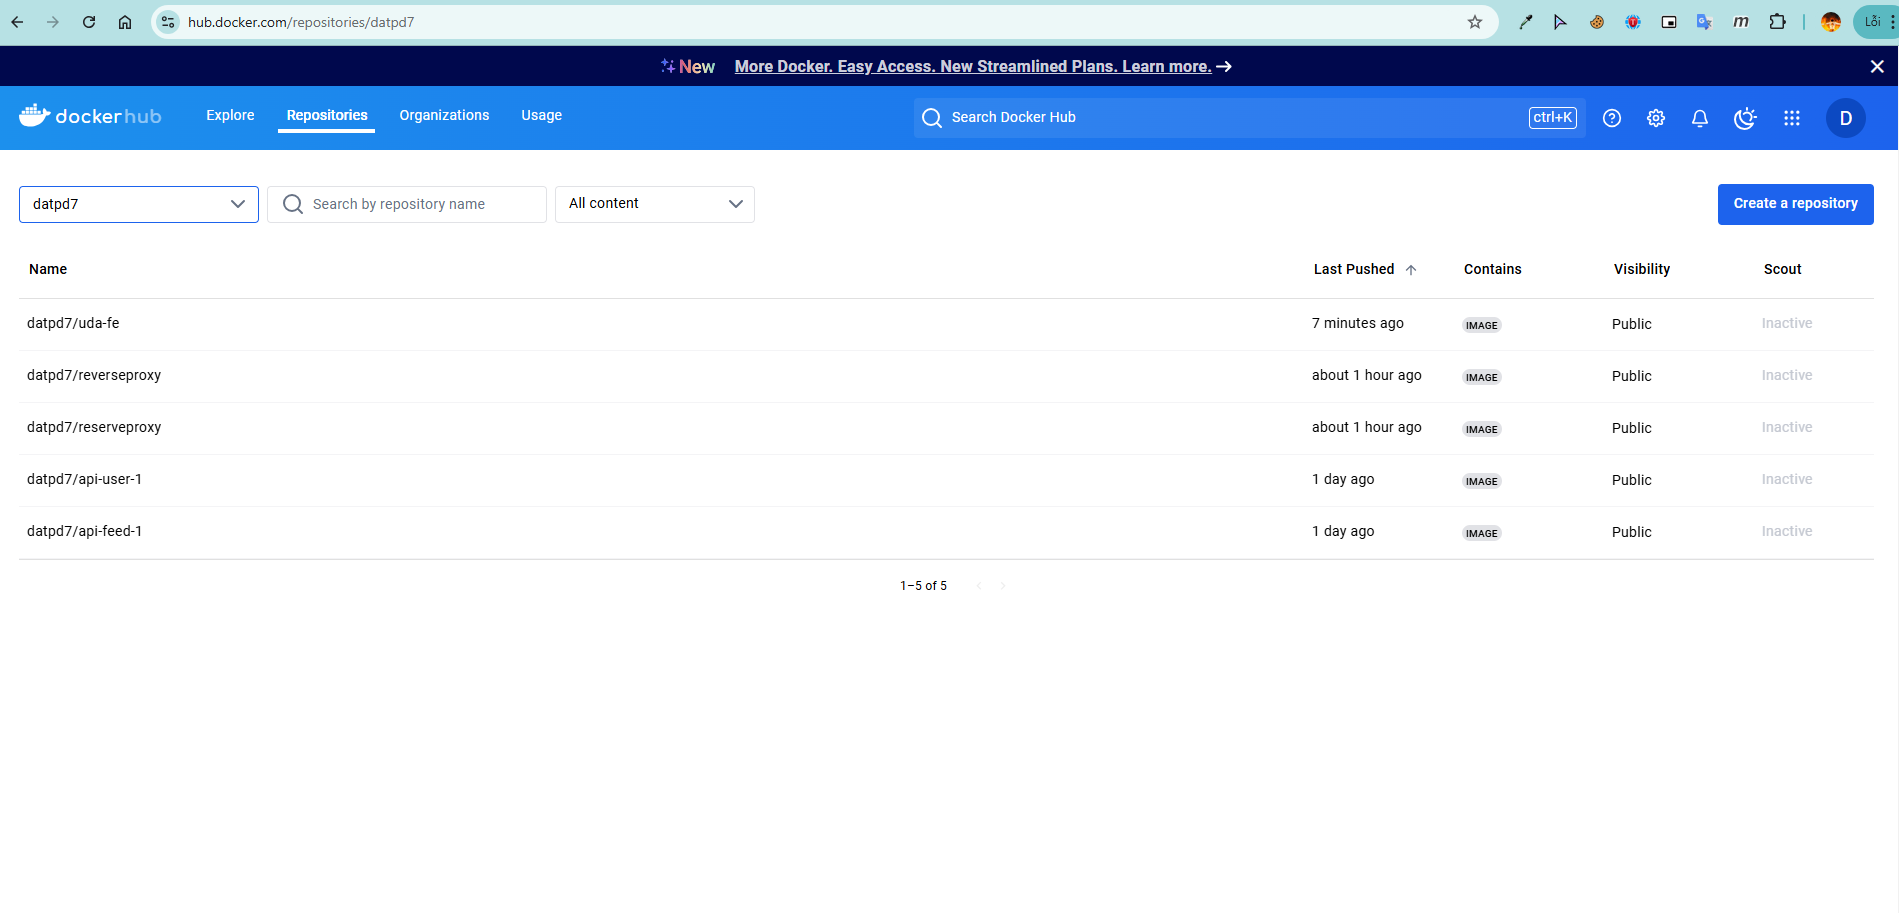 hub.docker.com/repositories/datpd7
Lỗi
New More Docker. Easy Access. New Streamlined Plans. Learn more.
dockerhub Explore Repositories Organizations Usage Search Docker Hub ctrl+K D
datpd7 Search by repository name All content Create a repository
Name Last Pushed Contains Visibility Scout
datpd7/uda-fe 7 minutes ago IMAGE Public Inactive
datpd7/reverseproxy about 1 hour ago IMAGE Public Inactive
datpd7/reserveproxy about 1 hour ago IMAGE Public Inactive
datpd7/api-user-1 1 day ago IMAGE Public Inactive
datpd7/api-feed-1 1 day ago IMAGE Public Inactive
1–5 of 5